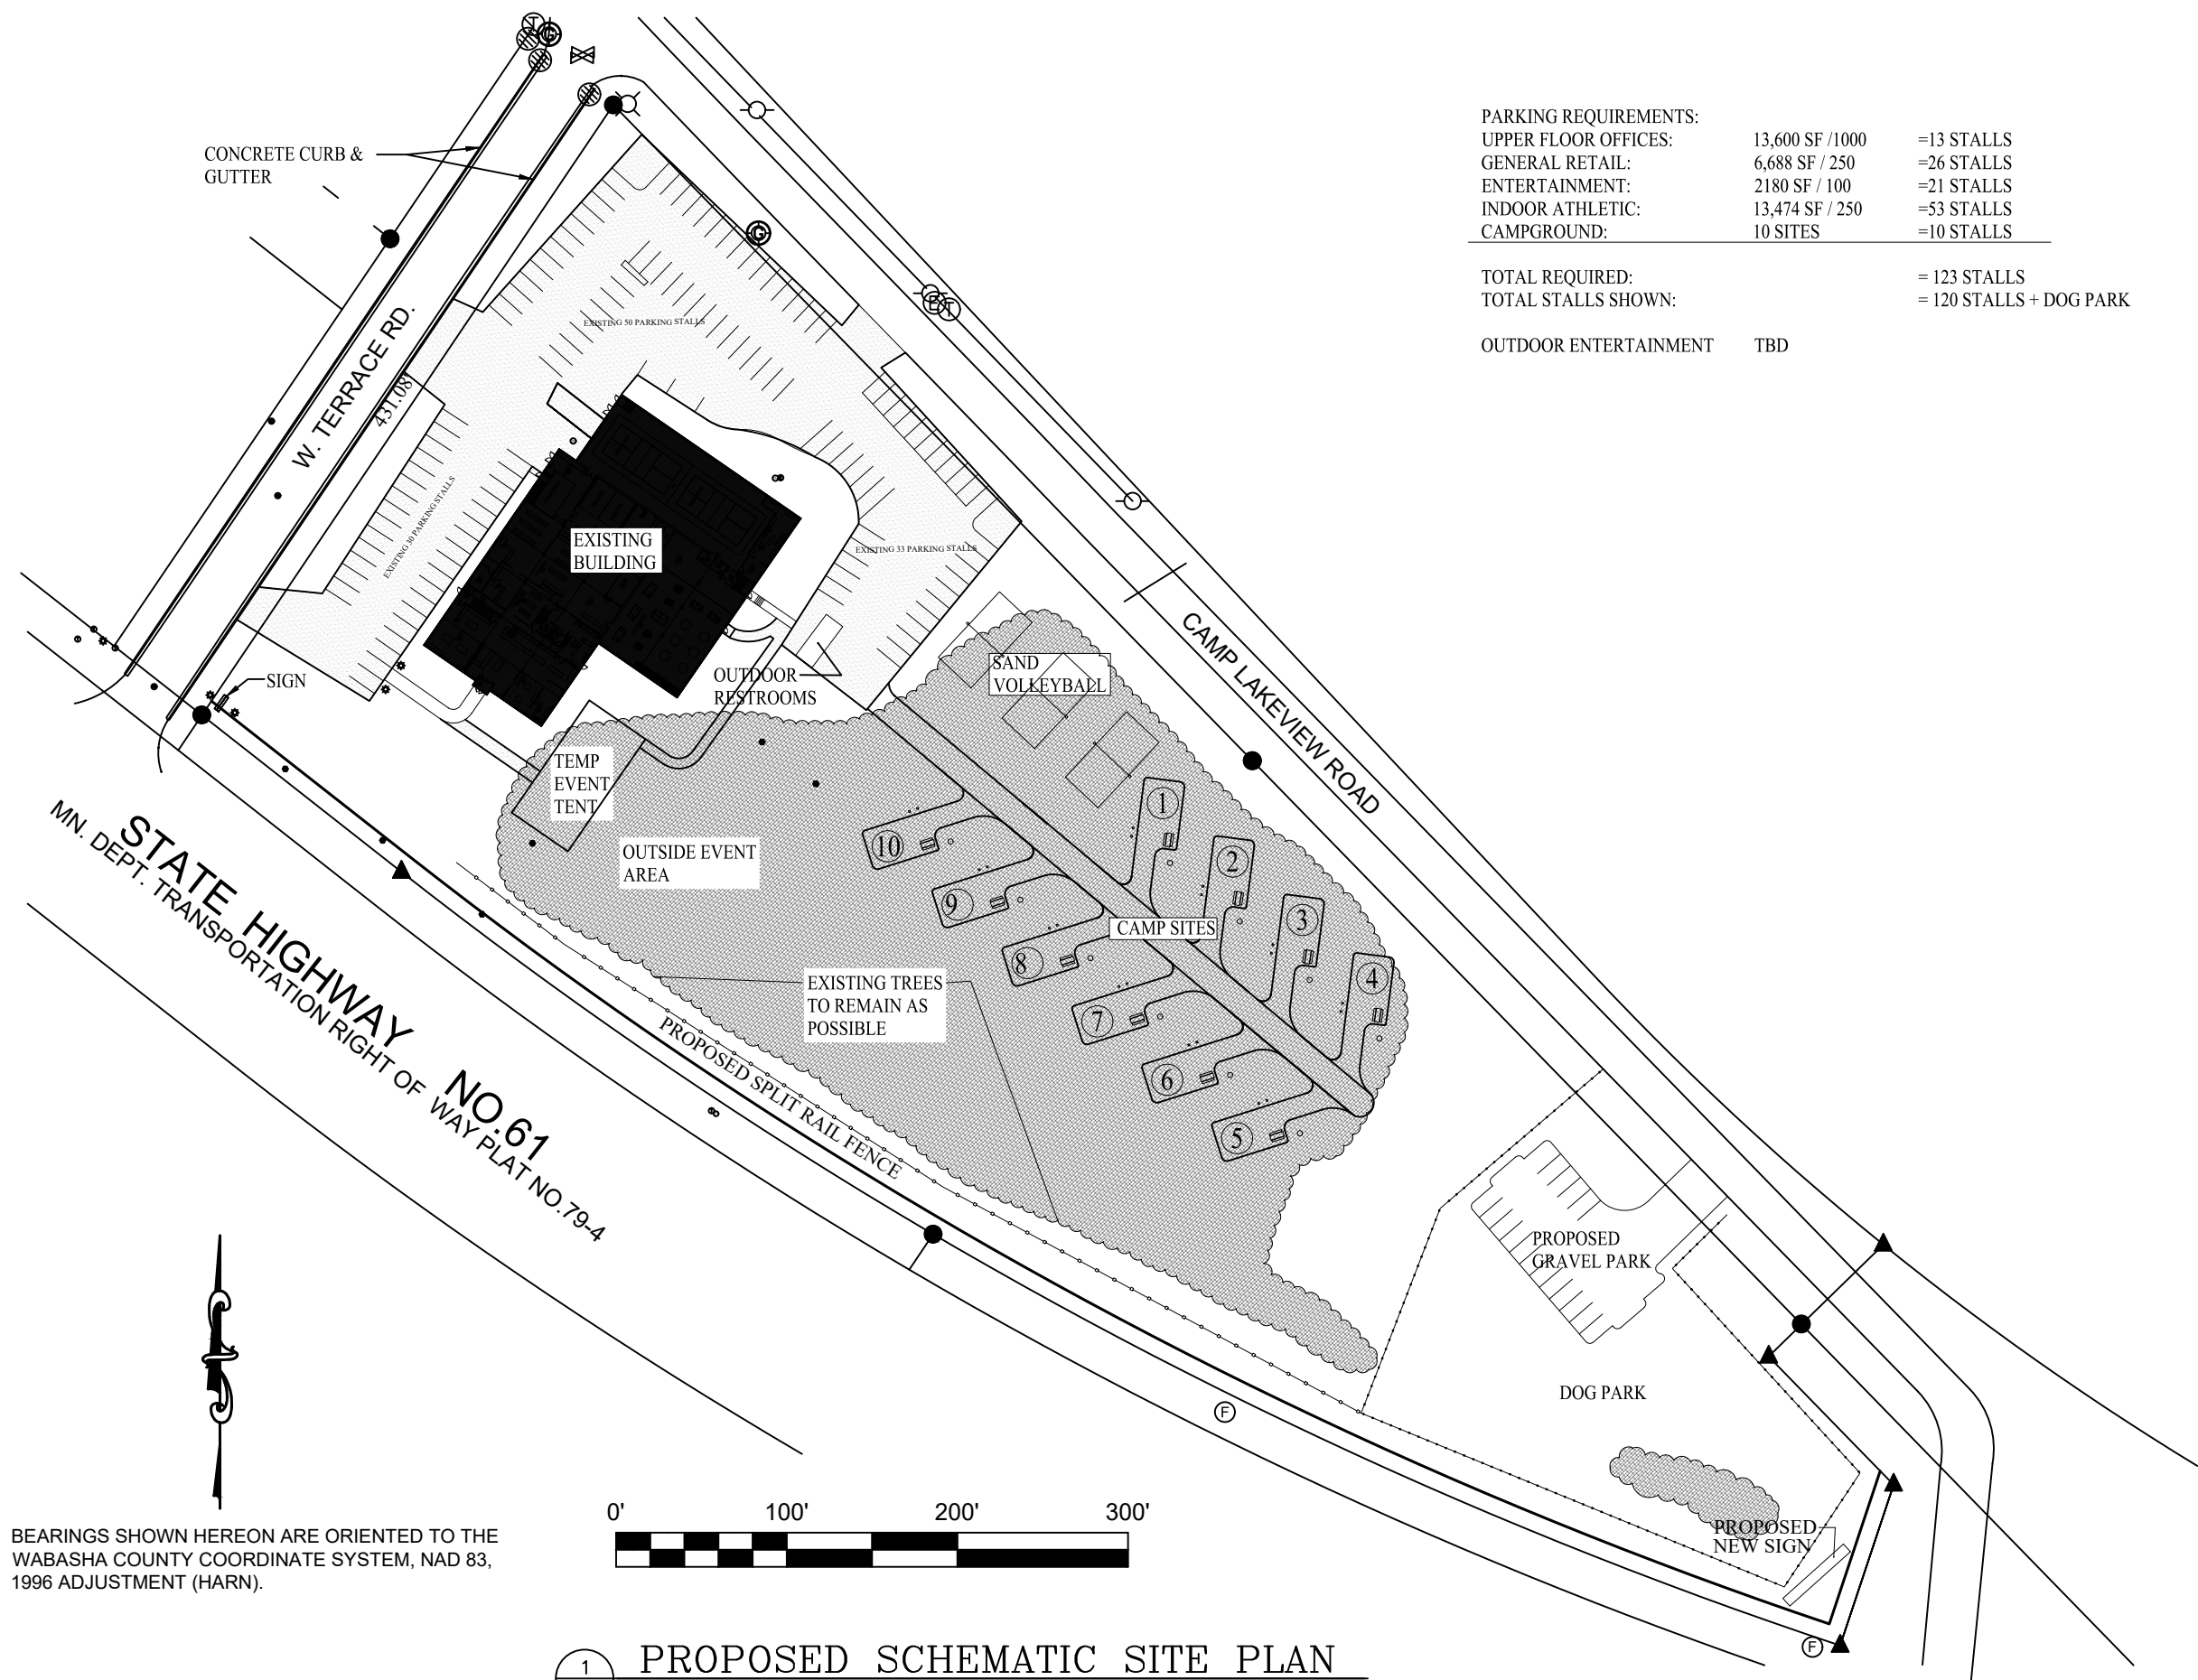 PARKING REQUIREMENTS:
UPPER FLOOR OFFICES: 13,600 SF /1000 =13 STALLS
GENERAL RETAIL: 6,688 SF / 250 =26 STALLS
ENTERTAINMENT: 2180 SF / 100 =21 STALLS
INDOOR ATHLETIC: 13,474 SF / 250 =53 STALLS
CAMPGROUND: 10 SITES =10 STALLS
TOTAL REQUIRED: = 123 STALLS
TOTAL STALLS SHOWN: = 120 STALLS + DOG PARK
OUTDOOR ENTERTAINMENT TBD
T
G
CONCRETE CURB &
GUTTER
G
E T
EXISTING 50 PARKING STALLS
W. TERRACE RD.
431.08'
EXISTING 30 PARKING STALLS
EXISTING
BUILDING
EXISTING 33 PARKING STALLS
SIGN
OUTDOOR
RESTROOMS
SAND
VOLLEYBALL
CAMP LAKEVIEW ROAD
TEMP
EVENT
TENT
OUTSIDE EVENT
AREA
1
2
3
4
10
9
8
7
6
5
CAMP SITES
EXISTING TREES
TO REMAIN AS
POSSIBLE
STATE HIGHWAY NO.61
MN. DEPT. TRANSPORTATION RIGHT OF WAY PLAT NO.79-4
PROPOSED SPLIT RAIL FENCE
PROPOSED
GRAVEL PARK
DOG PARK
F
PROPOSED
NEW SIGN
F
BEARINGS SHOWN HEREON ARE ORIENTED TO THE
WABASHA COUNTY COORDINATE SYSTEM, NAD 83,
1996 ADJUSTMENT (HARN).
0' 100' 200' 300'
1 PROPOSED SCHEMATIC SITE PLAN